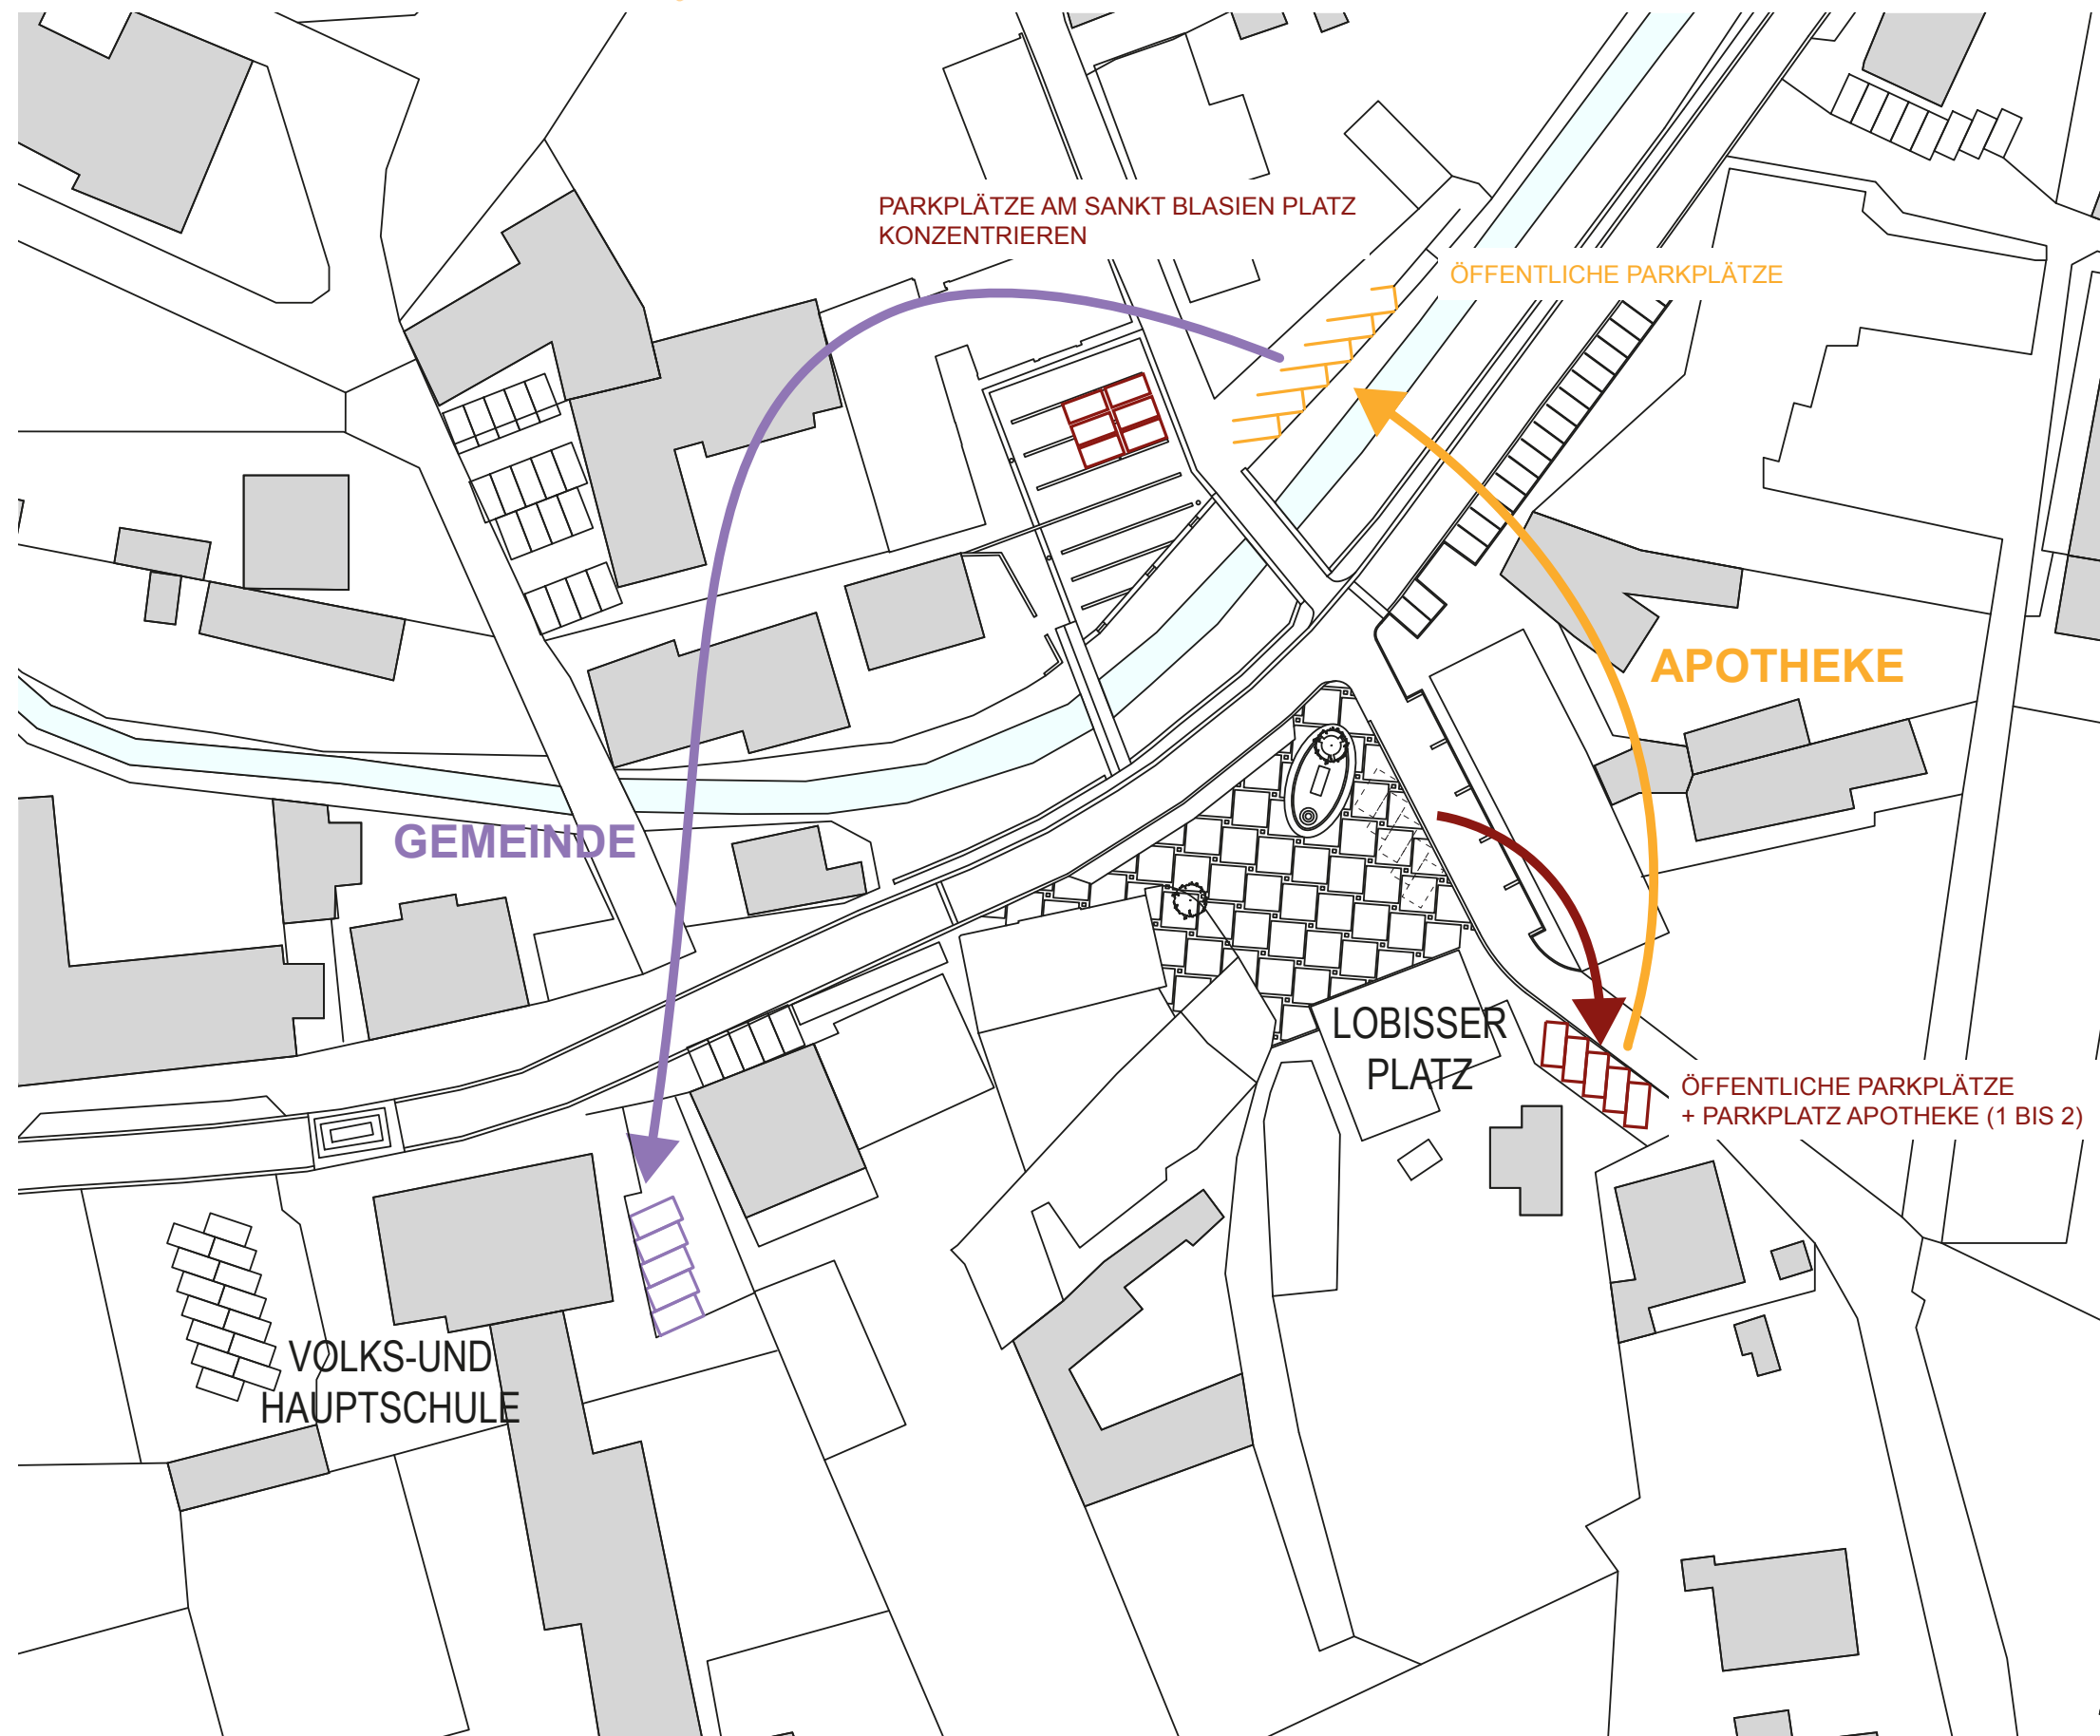 PARKPLÄTZE AM SANKT BLASIEN PLATZ
KONZENTRIEREN
ÖFFENTLICHE PARKPLÄTZE
APOTHEKE
GEMEINDE
LOBISSER
PLATZ
ÖFFENTLICHE PARKPLÄTZE
+ PARKPLATZ APOTHEKE (1 BIS 2)
VOLKS-UND
HAUPTSCHULE